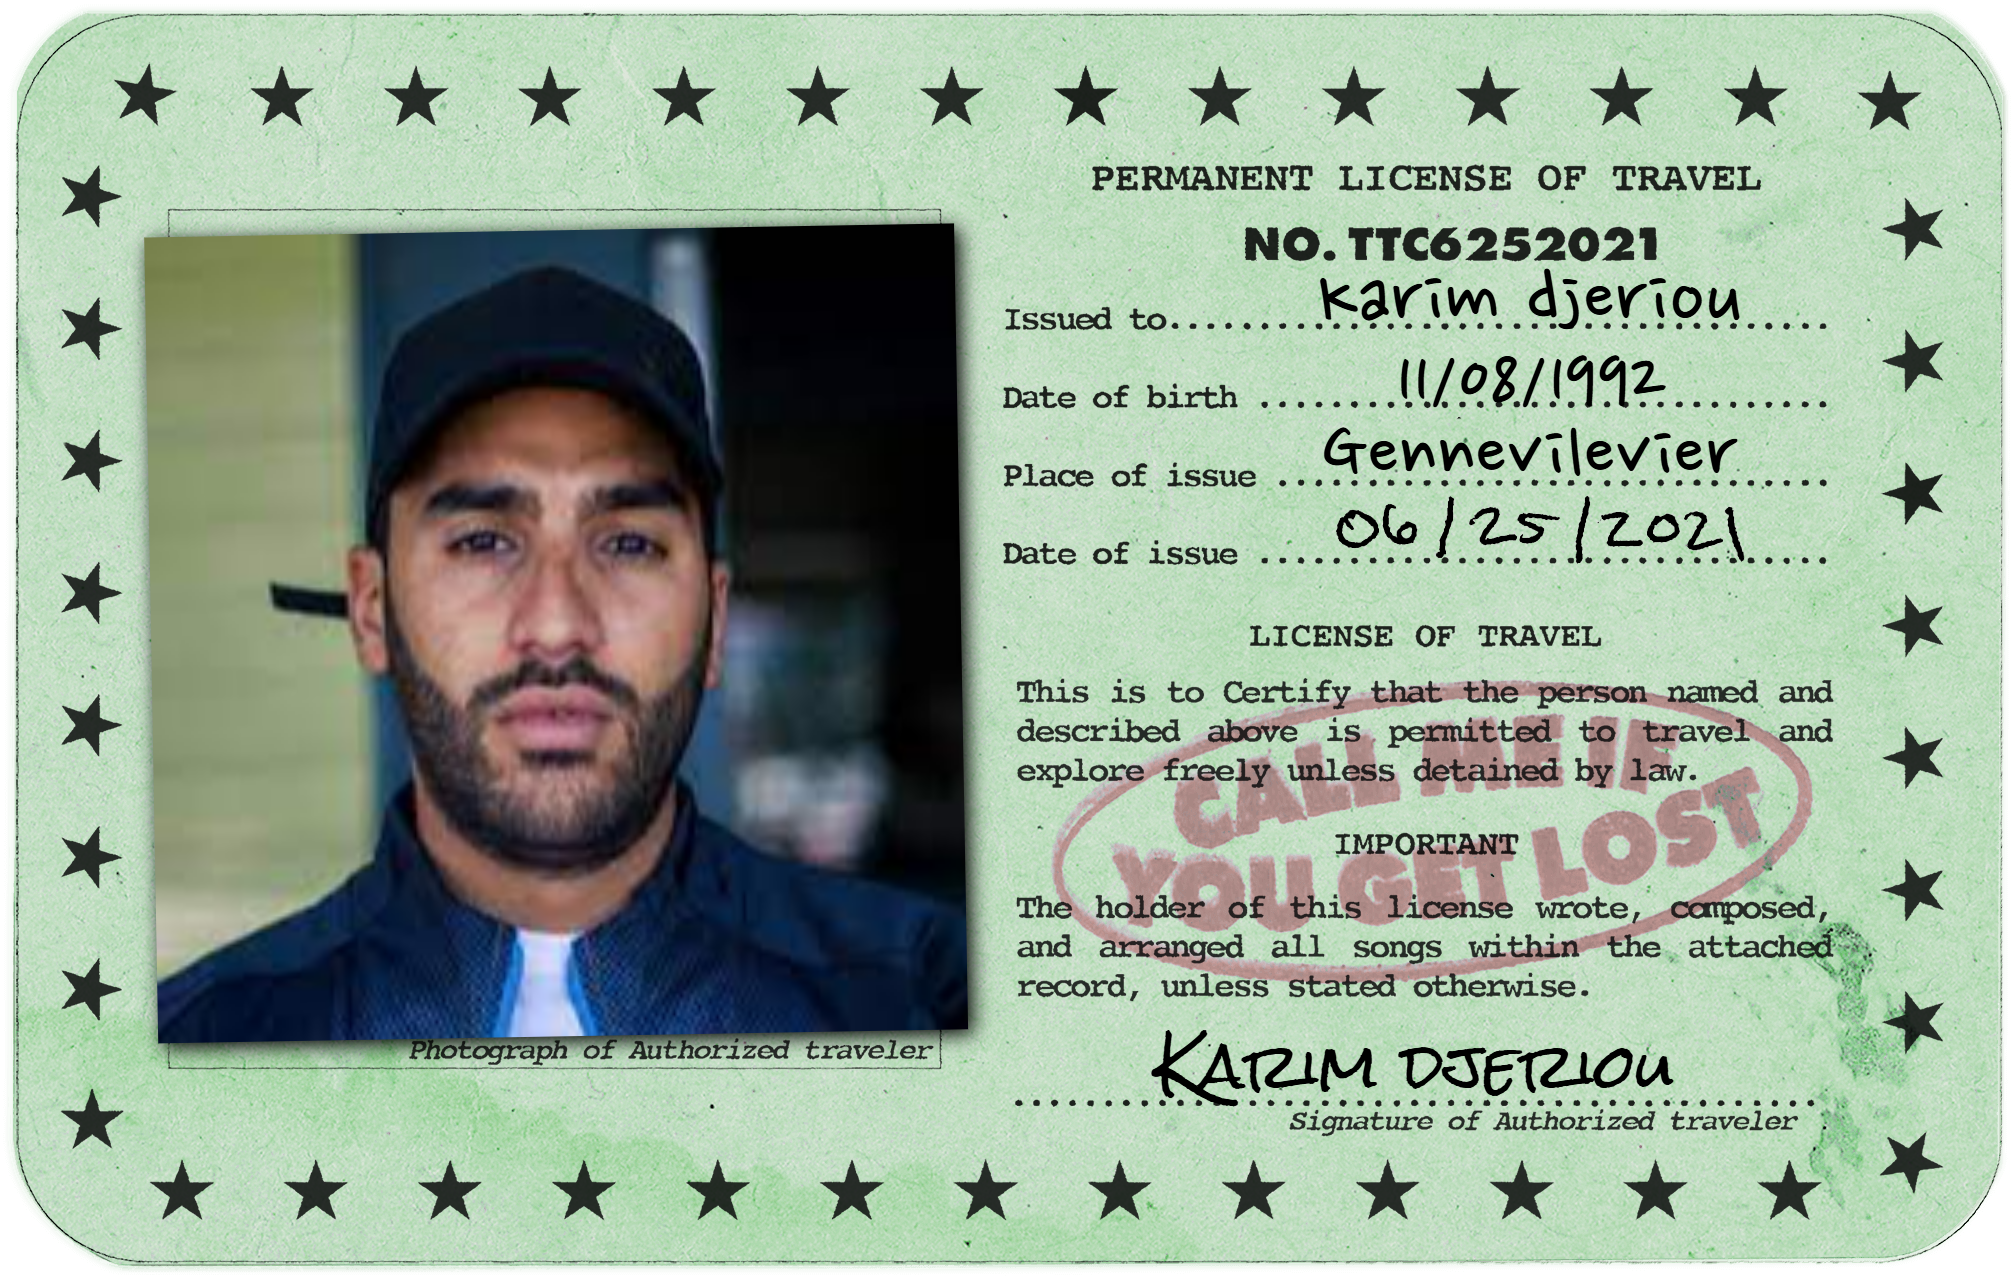 PERMANENT LICENSE OF TRAVEL
NO. TTC6252021
Issued to.....karim djeriou.....
Date of birth .....11/08/1992.....
Place of issue .....Gennevilevier.....
Date of issue .....06/25/2021.....
LICENSE OF TRAVEL
This is to Certify that the person named and
described above is permitted to travel and
explore freely unless detained by law.
CALL ME IF
YOU GET LOST
IMPORTANT
The holder of this license wrote, composed,
and arranged all songs within the attached
record, unless stated otherwise.
KARIM DJERIOU
Signature of Authorized traveler
Photograph of Authorized traveler